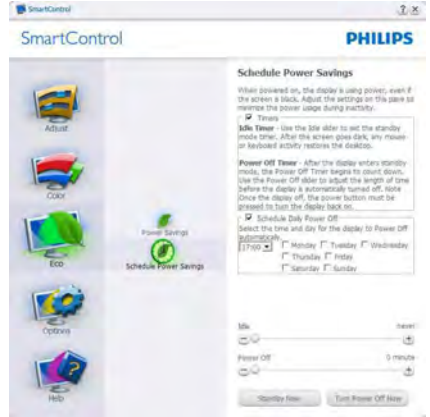 SmartControl
? ×
SmartControl
PHILIPS
Adjust
Color
Eco
Options
Help
Power Savings
Schedule Power Savings
Schedule Power Savings
When powered on, the display is using power, even if
the screen is black. Adjust the settings on this pane to
minimize the power usage during inactivity.
Timers
Idle Timer - Use the Idle slider to set the standby
mode timer. After the screen goes dark, any mouse
or keyboard activity restores the desktop.
Power Off Timer - After the display enters standby
mode, the Power Off Timer begins to count down.
Use the Power Off slider to adjust the length of time
before the display is automatically turned off. Note
Once the display off, the power button must be
pressed to turn the display back on.
Schedule Daily Power Off
Select the time and day for the display to Power Off
automatically.
17:00 Monday Tuesday Wednesday
Thursday Friday
Saturday Sunday
Idle never
Power Off 0 minute
Standby Now Turn Power Off Now